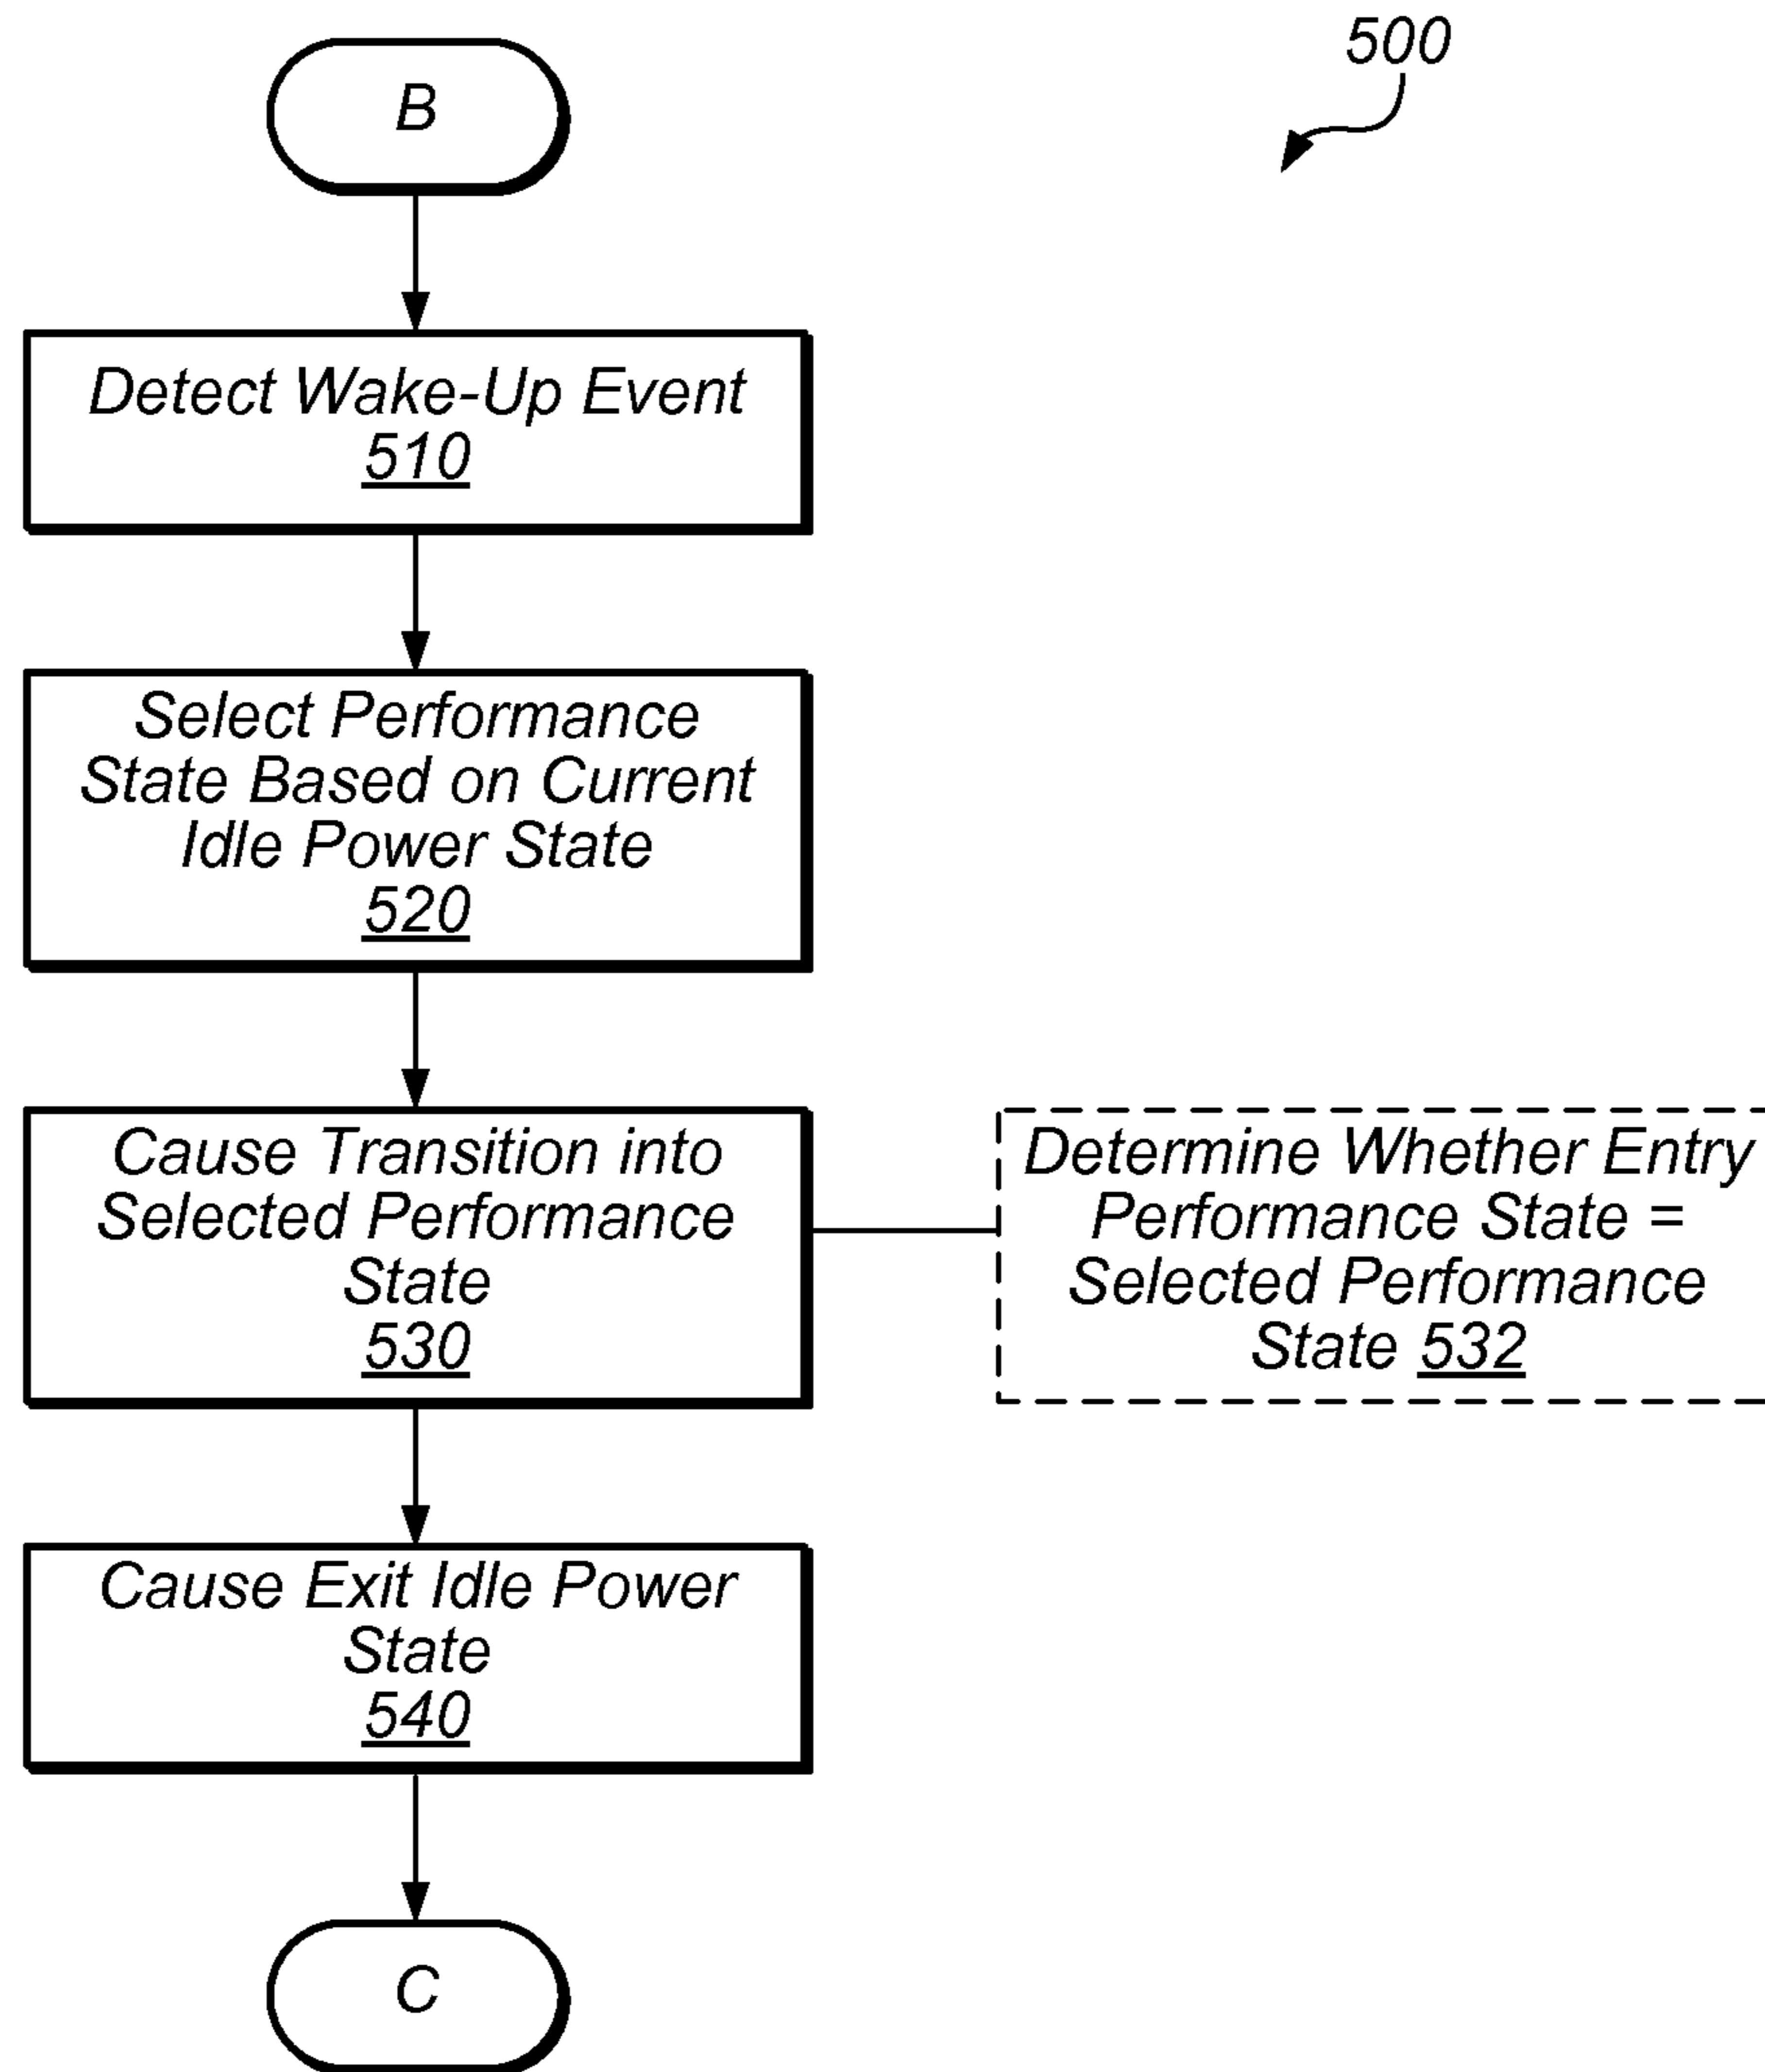 500
B
Detect Wake-Up Event
510
Select Performance
State Based on Current
Idle Power State
520
Cause Transition into
Selected Performance
State
530
Determine Whether Entry
Performance State =
Selected Performance
State 532
Cause Exit Idle Power
State
540
C